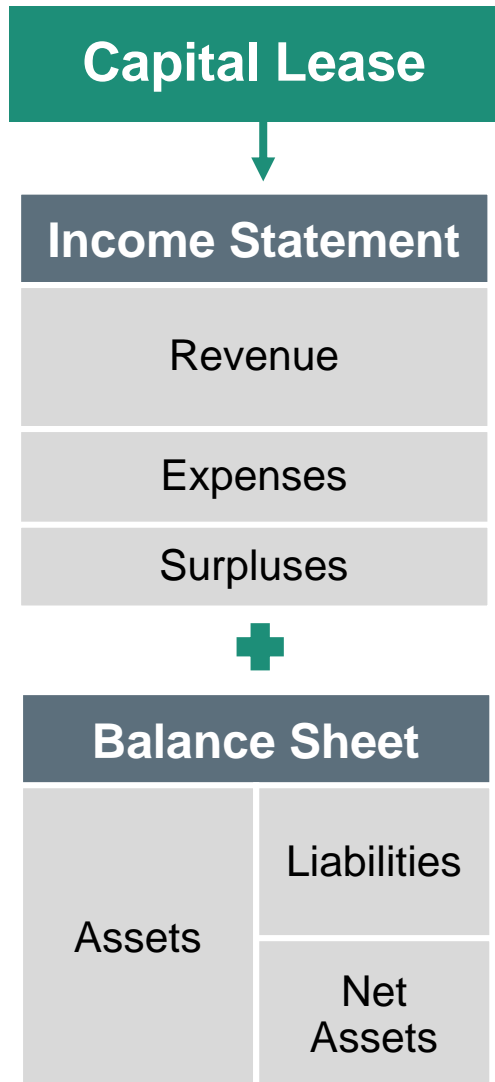 Capital Lease
Income Statement
Revenue
Expenses
Surpluses
Balance Sheet
Assets
Liabilities
Net
Assets